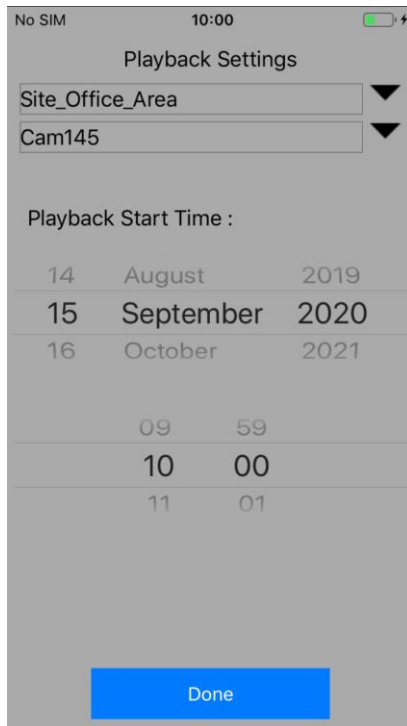 No SIM 10:00
Playback Settings
Site_Office_Area
Cam145
Playback Start Time :
14 August 2019
15 September 2020
16 October 2021
09 59
10 00
11 01
Done